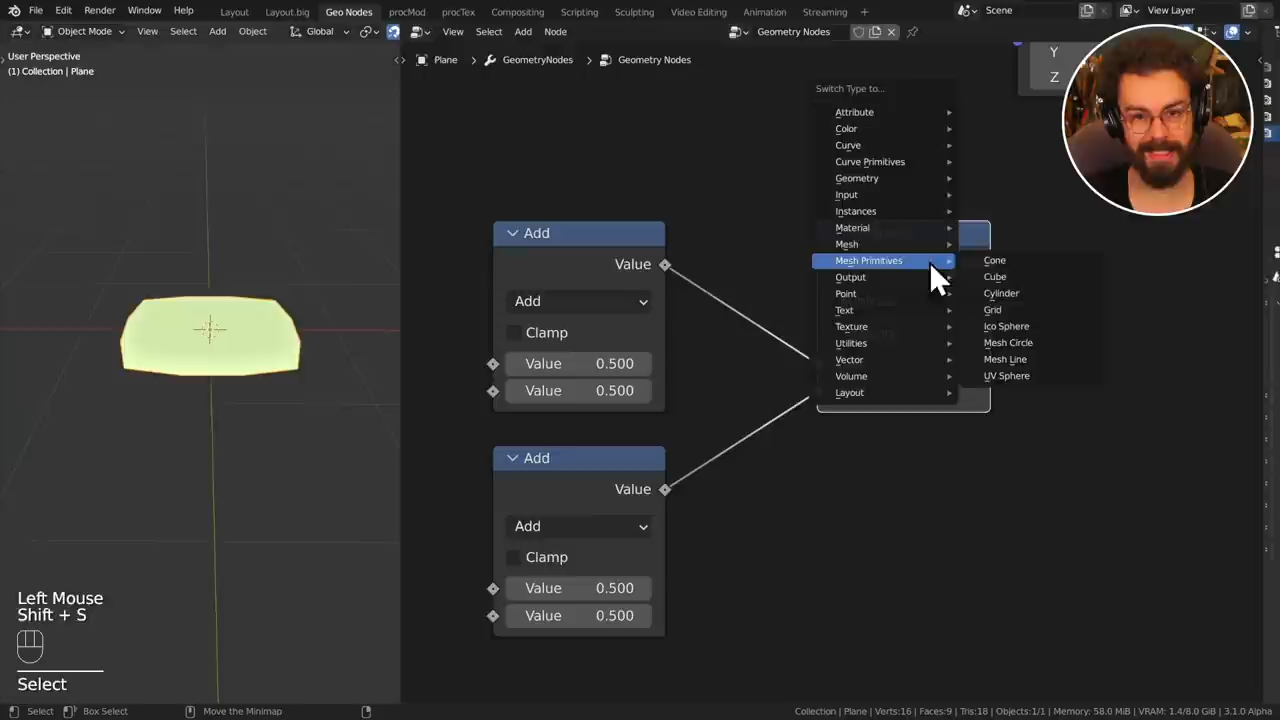 File Edit Render Window Help Layout Layout.big Geo Nodes procMod procTex Compositing Scripting Sculpting Video Editing Animation Streaming + Scene View Layer
Object Mode View Select Add Object Global View Select Add Node Geometry Nodes
User Perspective
(1) Collection | Plane
Plane > GeometryNodes > Geometry Nodes
Y
Z
Switch Type to...
Attribute
Color
Curve
Curve Primitives
Geometry
Input
Instances
Material
Mesh
Mesh Primitives
Output
Point
Text
Texture
Utilities
Vector
Volume
Layout
Cone
Cube
Cylinder
Grid
Ico Sphere
Mesh Circle
Mesh Line
UV Sphere
Add
Value
Add
Clamp
Value 0.500
Value 0.500
Add
Value
Add
Clamp
Value 0.500
Value 0.500
Left Mouse
Shift + S
Select
Select Box Select Move the Minimap Collection | Plane | Verts:16 | Faces:9 | Tris:18 | Objects:1/1 | Memory: 58.0 MiB | VRAM: 1.4/8.0 GiB | 3.1.0 Alpha